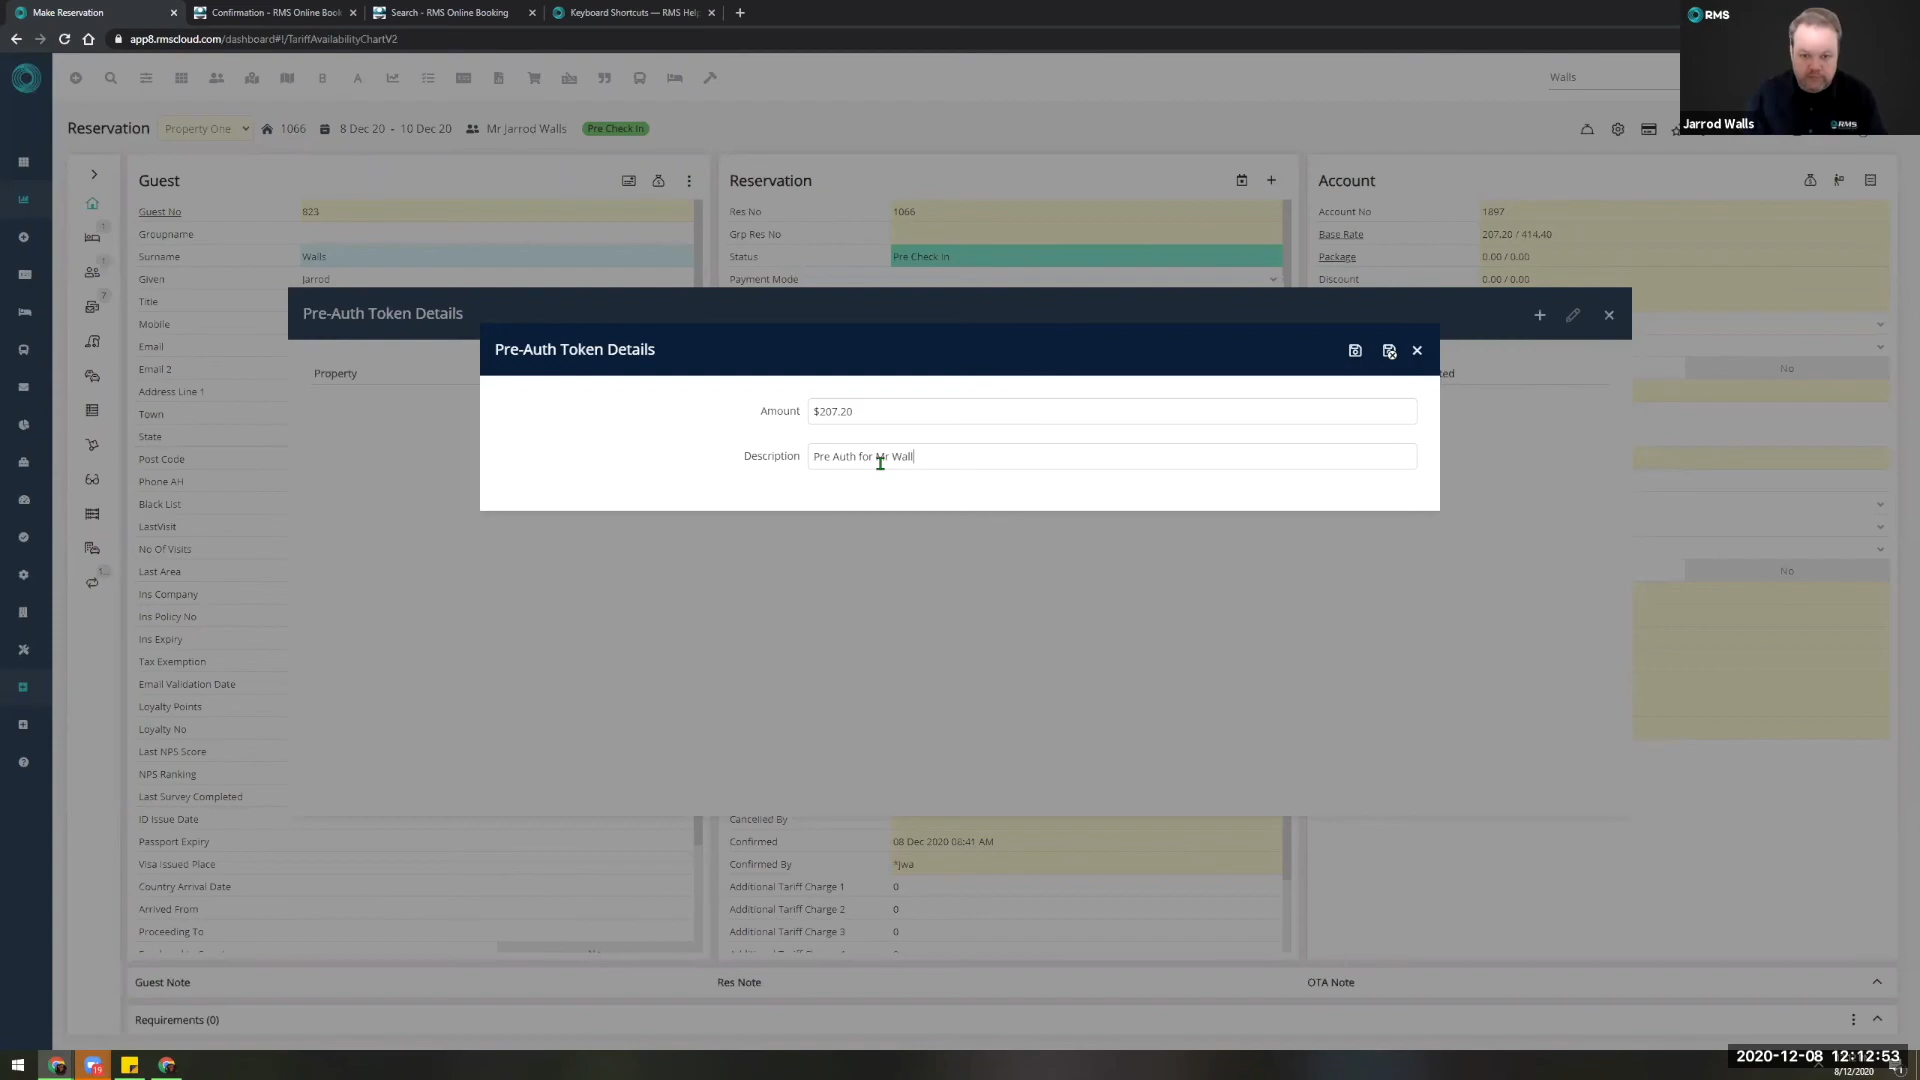 Make Reservation
Confirmation - RMS Online Book
Search - RMS Online Booking
Keyboard Shortcuts — RMS Hel
app8.rmscloud.com/dashboard#!/TariffAvailabilityChartV2
RMS
Walls
Jarrod Walls
RMS
Reservation
Property One
1066
8 Dec 20 - 10 Dec 20
Mr Jarrod Walls
Pre Check In
Guest
Reservation
Account
Guest No 823
Res No 1066
Account No 1897
Groupname
Grp Res No
Base Rate 207.20 / 414.40
Surname Walls
Status Pre Check In
Package 0.00 / 0.00
Given Jarrod
Payment Mode
Discount 0.00 / 0.00
Title
Pre-Auth Token Details
Mobile
Email
Pre-Auth Token Details
Email 2
Property
ted
No
Address Line 1
Town
Amount $207.20
State
Post Code
Description Pre Auth for Mr Wall
Phone AH
Black List
LastVisit
No Of Visits
Last Area
No
Ins Company
Ins Policy No
Ins Expiry
Tax Exemption
Email Validation Date
Loyalty Points
Loyalty No
Last NPS Score
NPS Ranking
Last Survey Completed
ID Issue Date
Cancelled By
Passport Expiry
Confirmed 08 Dec 2020 08:41 AM
Visa Issued Place
Confirmed By *jwa
Country Arrival Date
Additional Tariff Charge 1 0
Arrived From
Additional Tariff Charge 2 0
Proceeding To
Additional Tariff Charge 3 0
Guest Note
Res Note
OTA Note
Requirements (0)
2020-12-08 12:12:53
8/12/2020